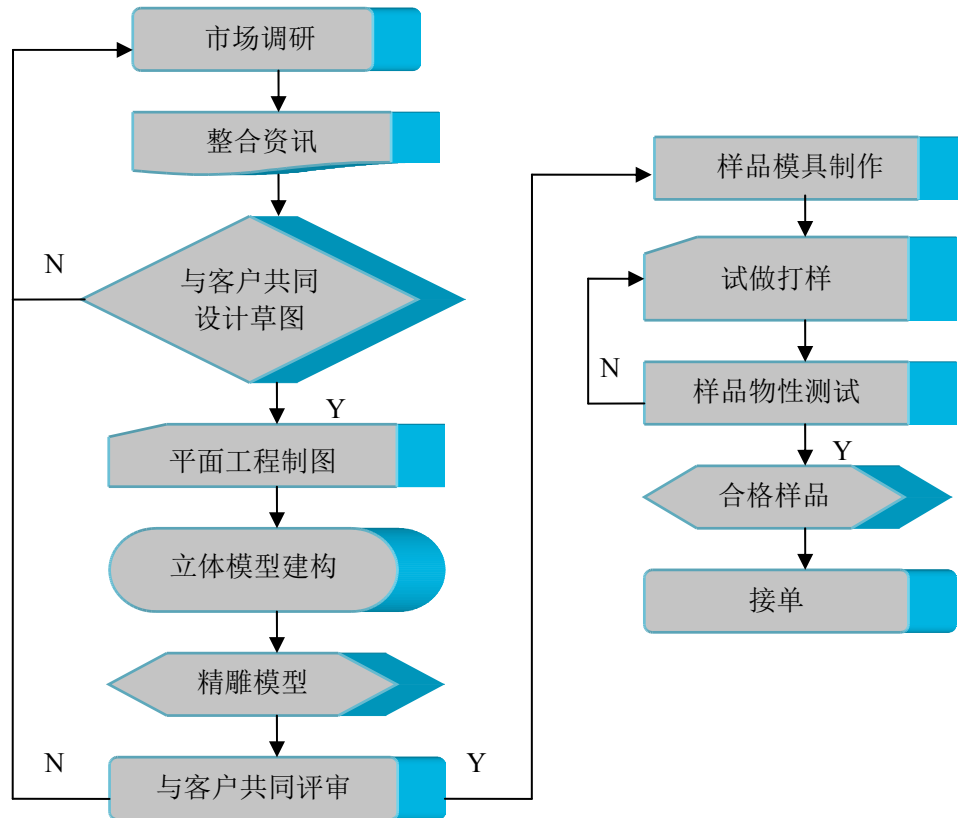 市场调研
整合资讯
N
与客户共同
设计草图
Y
平面工程制图
立体模型建构
精雕模型
N
与客户共同评审
Y
样品模具制作
试做打样
N
样品物性测试
Y
合格样品
接单